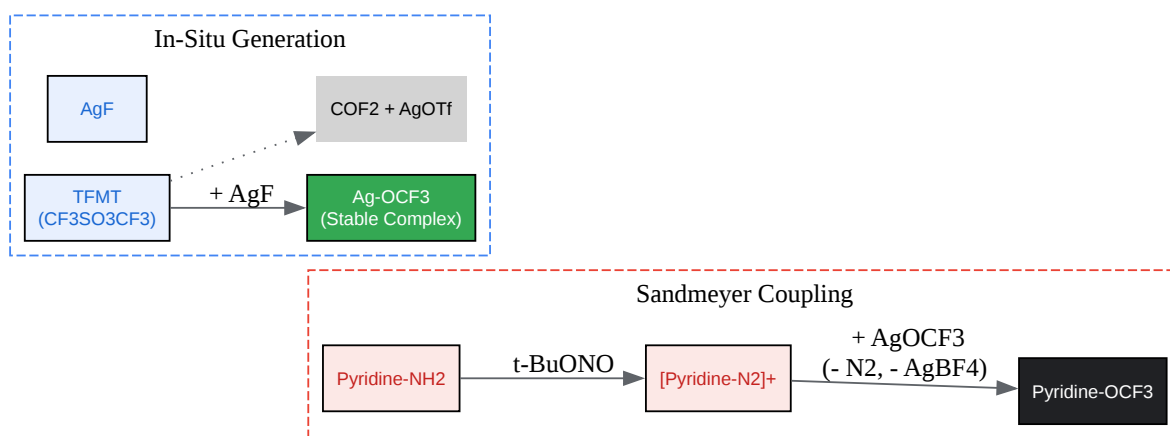 In-Situ Generation
AgF
COF2 + AgOTf
TFMT
(CF3SO3CF3)
+ AgF
Ag-OCF3
(Stable Complex)
Sandmeyer Coupling
Pyridine-NH2
t-BuONO
[Pyridine-N2]+
+ AgOCF3
(- N2, - AgBF4)
Pyridine-OCF3